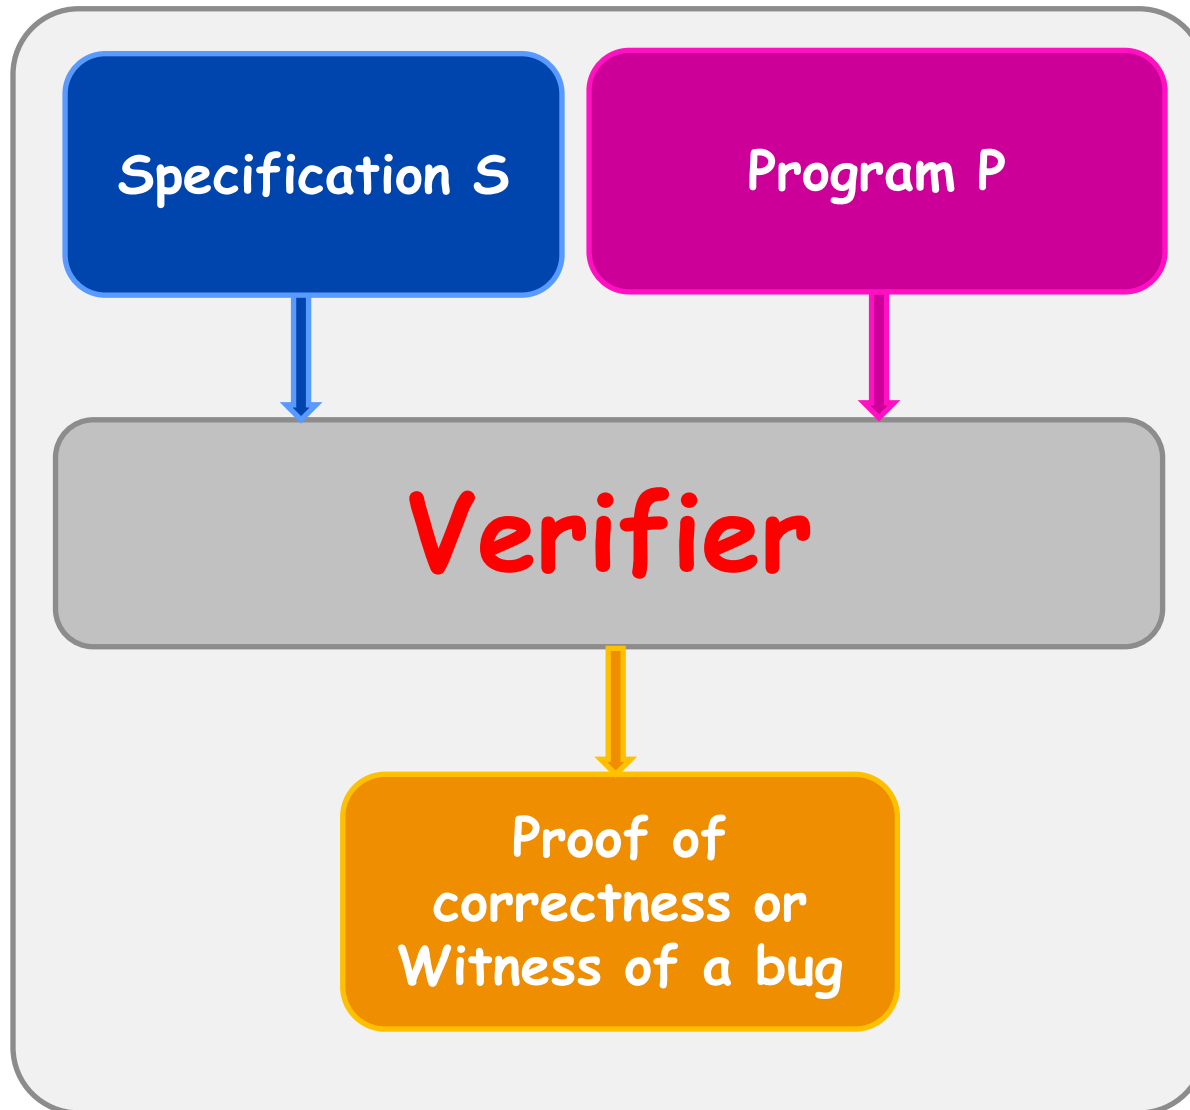 Specification S
Program P
Verifier
Proof of
correctness or
Witness of a bug